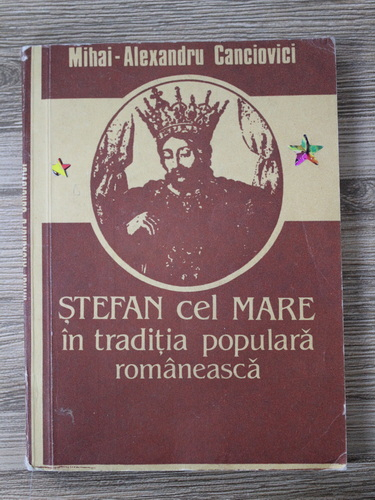 Mihai-Alexandru Canciovici
ȘTEFAN cel MARE
în tradiția populară
românească